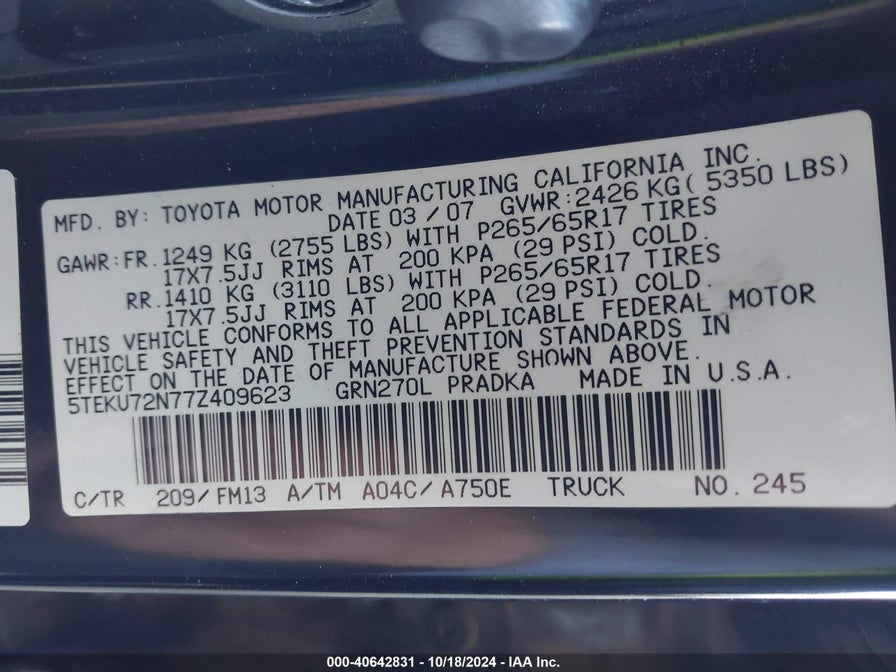 MFD. BY: TOYOTA MOTOR MANUFACTURING CALIFORNIA INC.
DATE 03 / 07 GVWR:2426 KG( 5350 LBS)
GAWR:FR.1249 KG (2755 LBS) WITH P265/65R17 TIRES
17X7.5JJ RIMS AT 200 KPA (29 PSI) COLD.
RR.1410 KG (3110 LBS) WITH P265/65R17 TIRES
17X7.5JJ RIMS AT 200 KPA (29 PSI) COLD.
THIS VEHICLE CONFORMS TO ALL APPLICABLE FEDERAL MOTOR
VEHICLE SAFETY AND THEFT PREVENTION STANDARDS IN
EFFECT ON THE DATE OF MANUFACTURE SHOWN ABOVE.
5TEKU72N77Z409623 GRN270L PRADKA MADE IN U.S.A.
C/TR 209/FM13 A/TM A04C/A750E TRUCK NO. 245
000-40642831 - 10/18/2024 - IAA Inc.